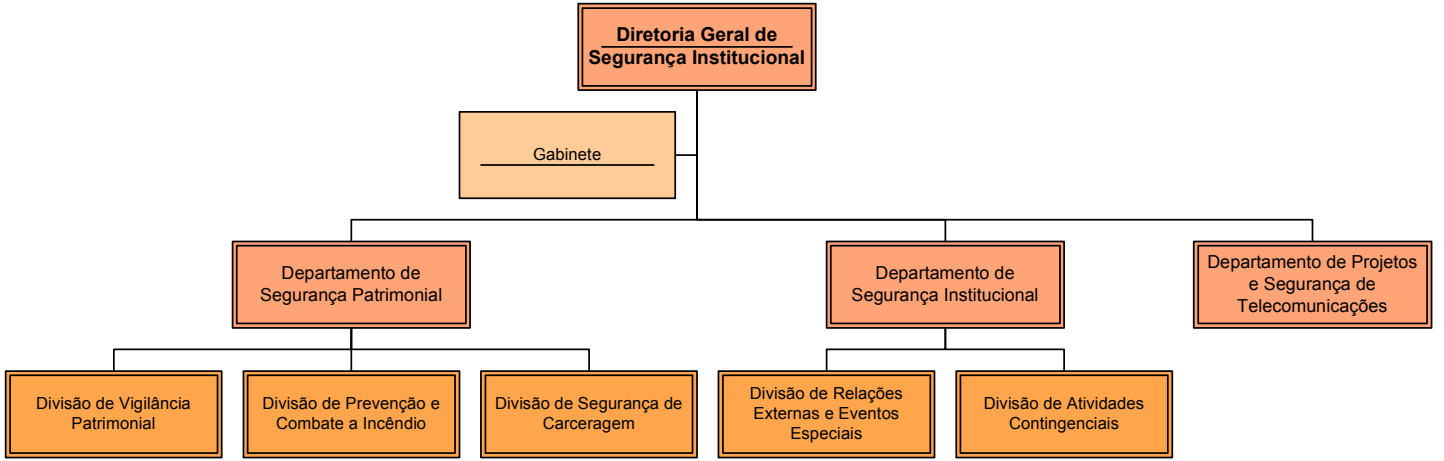 Diretoria Geral de
Segurança Institucional
Gabinete
Departamento de
Segurança Patrimonial
Departamento de
Segurança Institucional
Departamento de Projetos
e Segurança de
Telecomunicações
Divisão de Vigilância
Patrimonial
Divisão de Prevenção e
Combate a Incêndio
Divisão de Segurança de
Carceragem
Divisão de Relações
Externas e Eventos
Especiais
Divisão de Atividades
Contingenciais